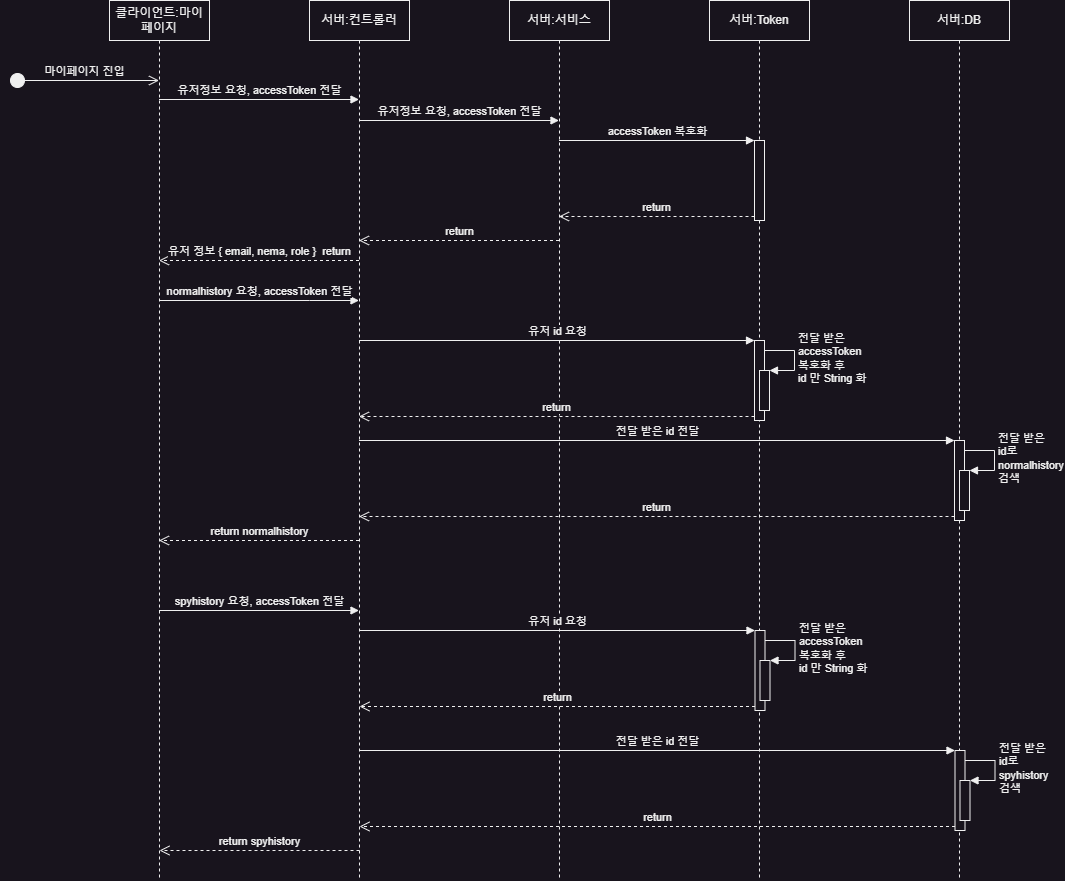 클라이언트:마이
페이지
서버:컨트롤러
서버:서비스
서버:Token
서버:DB
마이페이지 진입
유저정보 요청, accessToken 전달
유저정보 요청, accessToken 전달
accessToken 복호화
return
return
유저 정보 { email, nema, role }  return
normalhistory 요청, accessToken 전달
유저 id 요청
전달 받은
accessToken
복호화 후
id 만 String 화
return
전달 받은 id 전달
전달 받은
id로
normalhistory
검색
return
return normalhistory
spyhistory 요청, accessToken 전달
유저 id 요청
전달 받은
accessToken
복호화 후
id 만 String 화
return
전달 받은 id 전달
전달 받은
id로
spyhistory
검색
return
return spyhistory